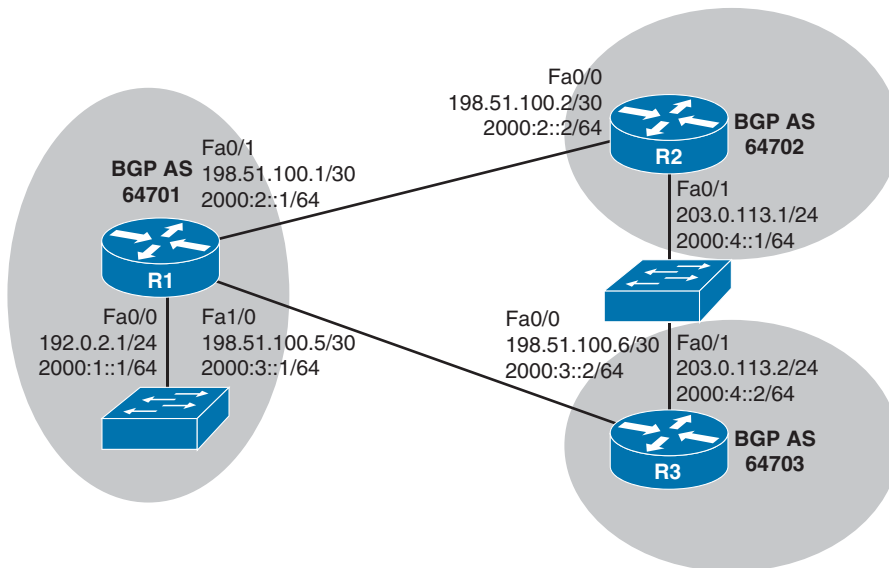 Fa0/0
198.51.100.2/30
2000:2::2/64
BGP AS
64702
R2
Fa0/1
198.51.100.1/30
2000:2::1/64
BGP AS
64701
R1
Fa0/1
203.0.113.1/24
2000:4::1/64
Fa0/0
192.0.2.1/24
2000:1::1/64
Fa1/0
198.51.100.5/30
2000:3::1/64
Fa0/0
198.51.100.6/30
2000:3::2/64
Fa0/1
203.0.113.2/24
2000:4::2/64
BGP AS
64703
R3